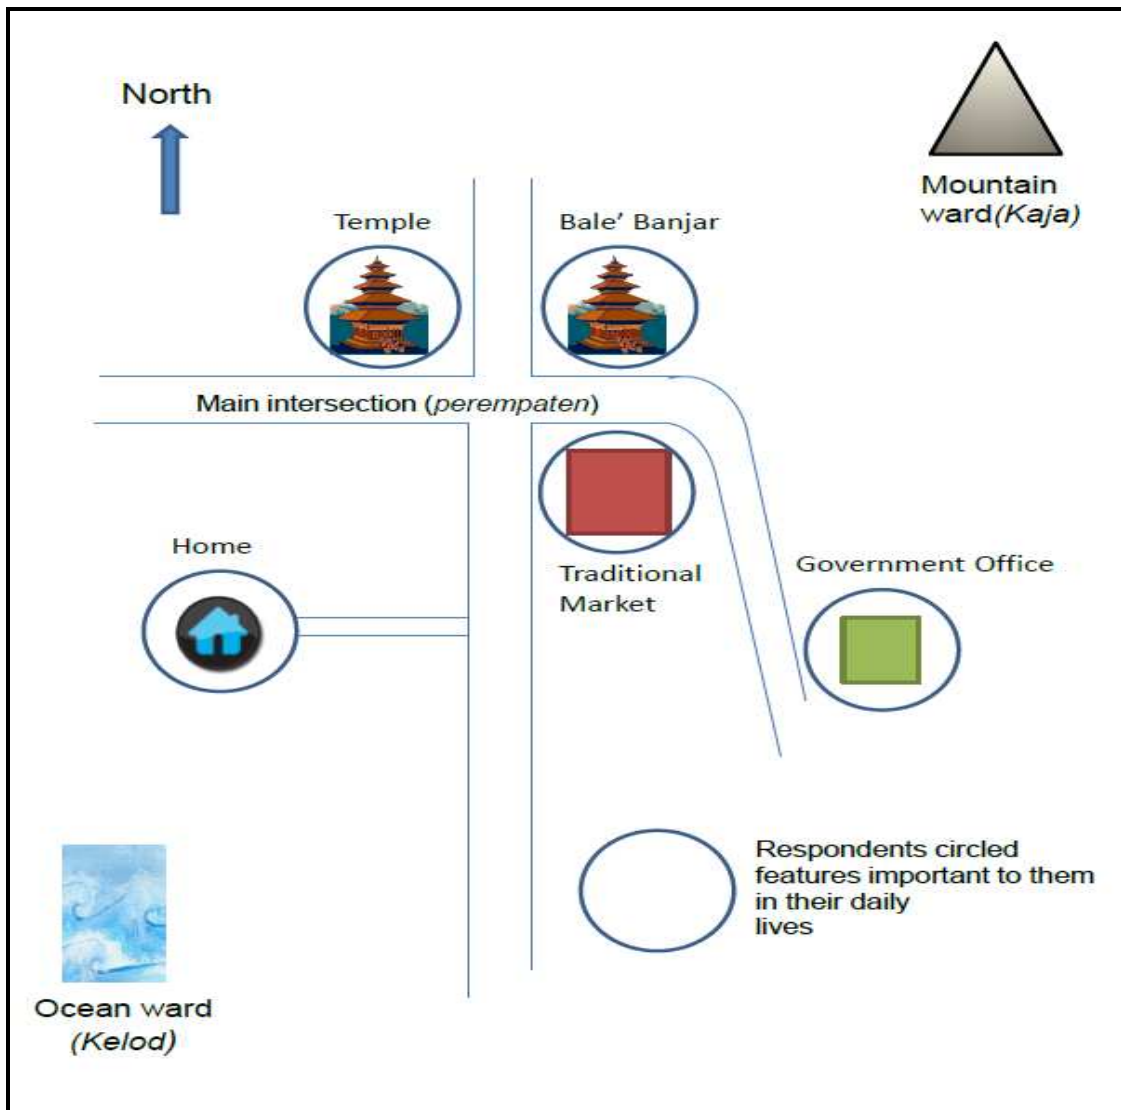 North
Mountain
ward(Kaja)
Temple
Bale' Banjar
Main intersection (perempaten)
Home
Traditional
Market
Government Office
Respondents circled
features important to them
in their daily
lives
Ocean ward
(Kelod)